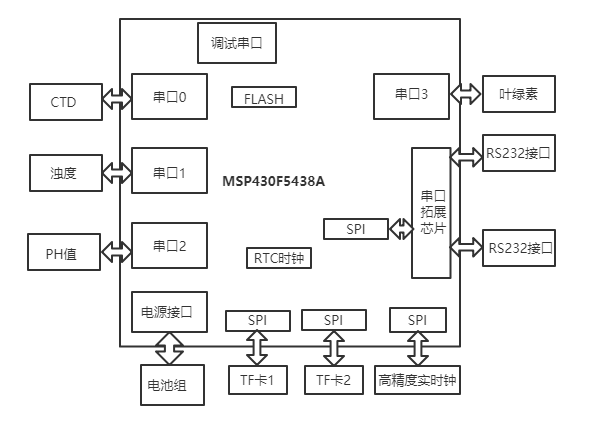 调试串口
CTD
串口0
FLASH
串口3
叶绿素
浊度
串口1
MSP430F5438A
RS232接口
串口
拓展
芯片
PH值
串口2
SPI
RTC时钟
RS232接口
电源接口
SPI
SPI
SPI
电池组
TF卡1
TF卡2
高精度实时钟